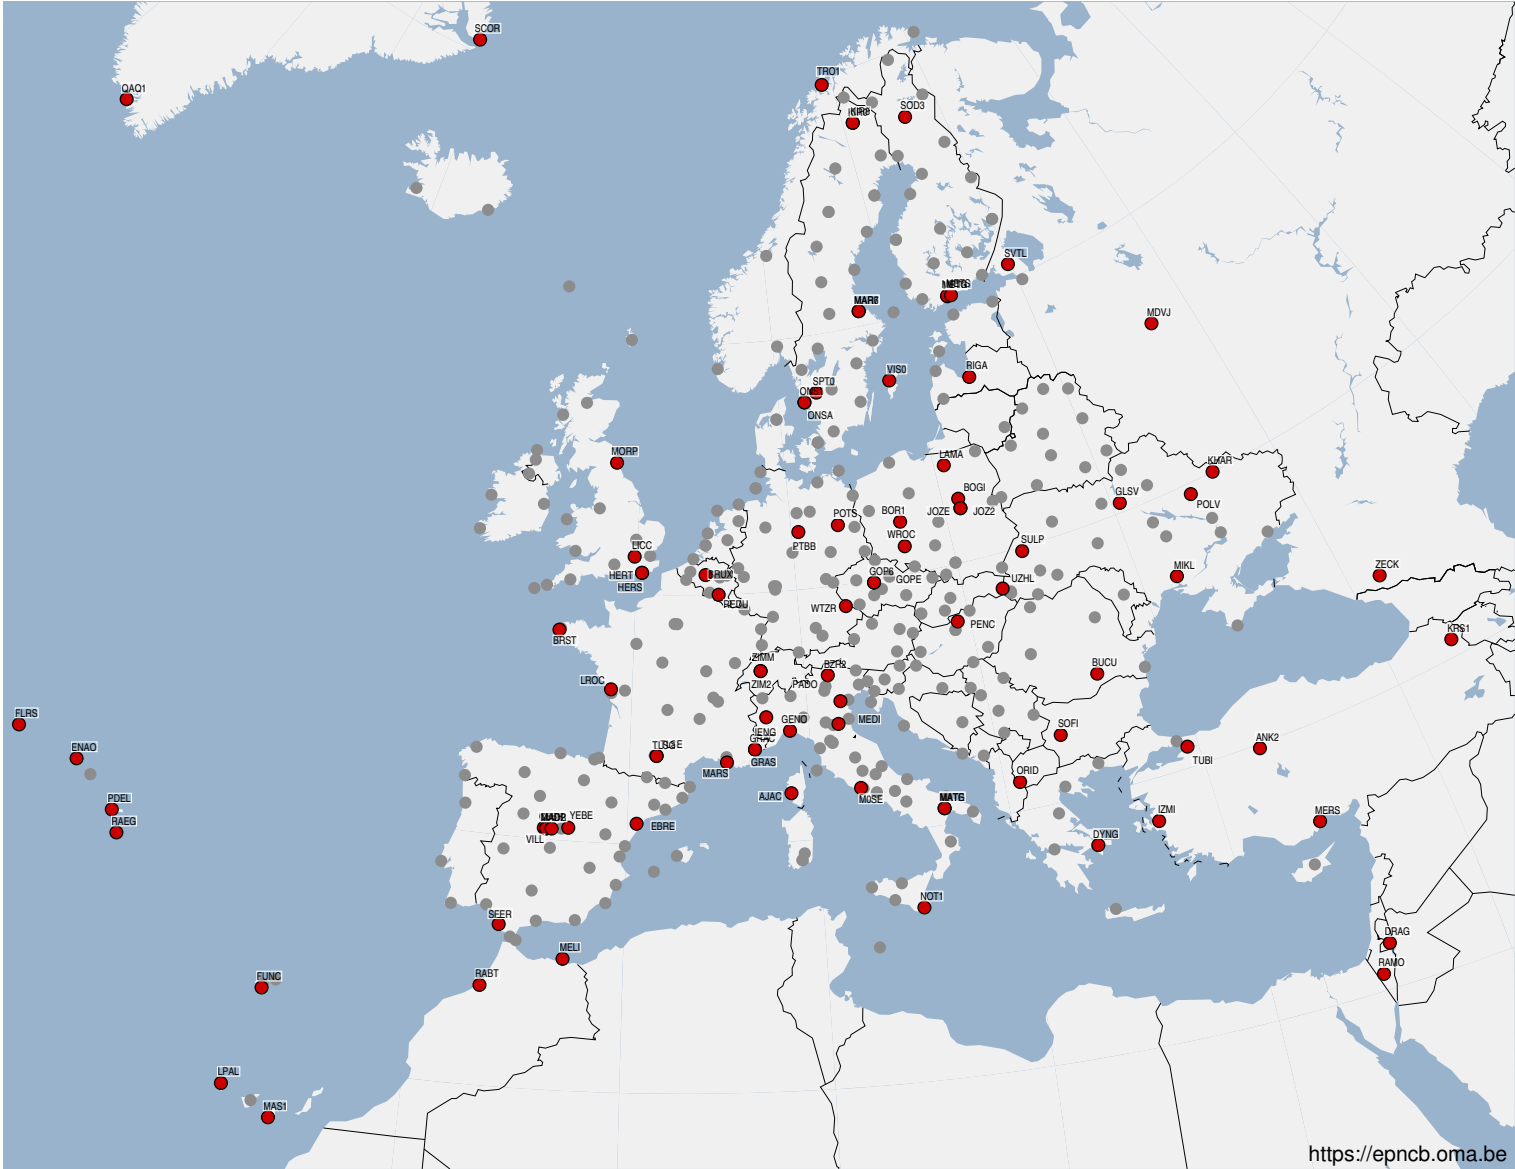 SCOR
QAQ1
TRO1
KIR8
SOD3
SVTL
METG
MAR6
MDVJ
RIGA
VIS0
SPT0
ONSA
MORP
LAMA
KHAR
BOGI
GLSV
POLV
JOZE
JOZ2
BOR1
POTS
PTBB
WROC
SULP
LICC
HERT
HERS
BRUX
GOP6
GOPE
UZHL
MIKL
ZECK
REDU
WTZR
PENC
BRST
KRS1
ZIMM
BZR2
BUCU
LROC
ZIM2
PADO
FLRS
GENO
MEDI
IENG
SOFI
ENAO
TLSE
GRAC
GRAS
TUBI
ANK2
MARS
ORID
AJAC
M0SE
MATE
PDEL
RAEG
YEBE
EBRE
VILL
IZMI
MERS
DYNG
SFER
NOT1
MELI
DRAG
RABT
RAMO
FUNC
LPAL
MAS1
https://epncb.oma.be